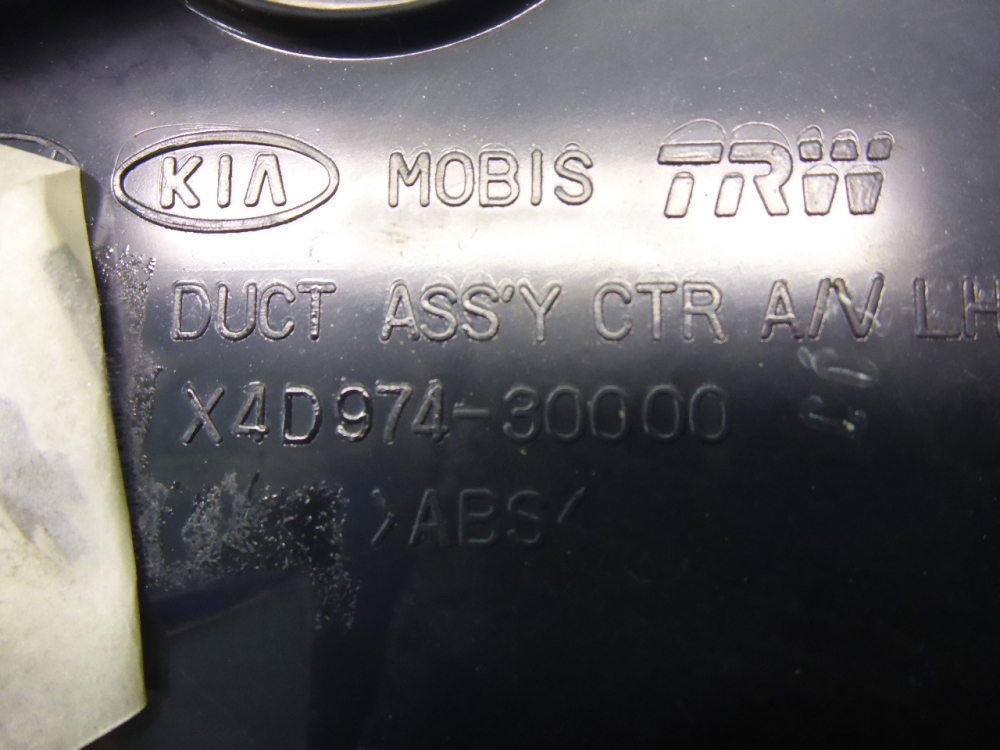 KIA MOBIS TRW
DUCT ASS'Y CTR A/V LH
X4D974-30000
>ABS<